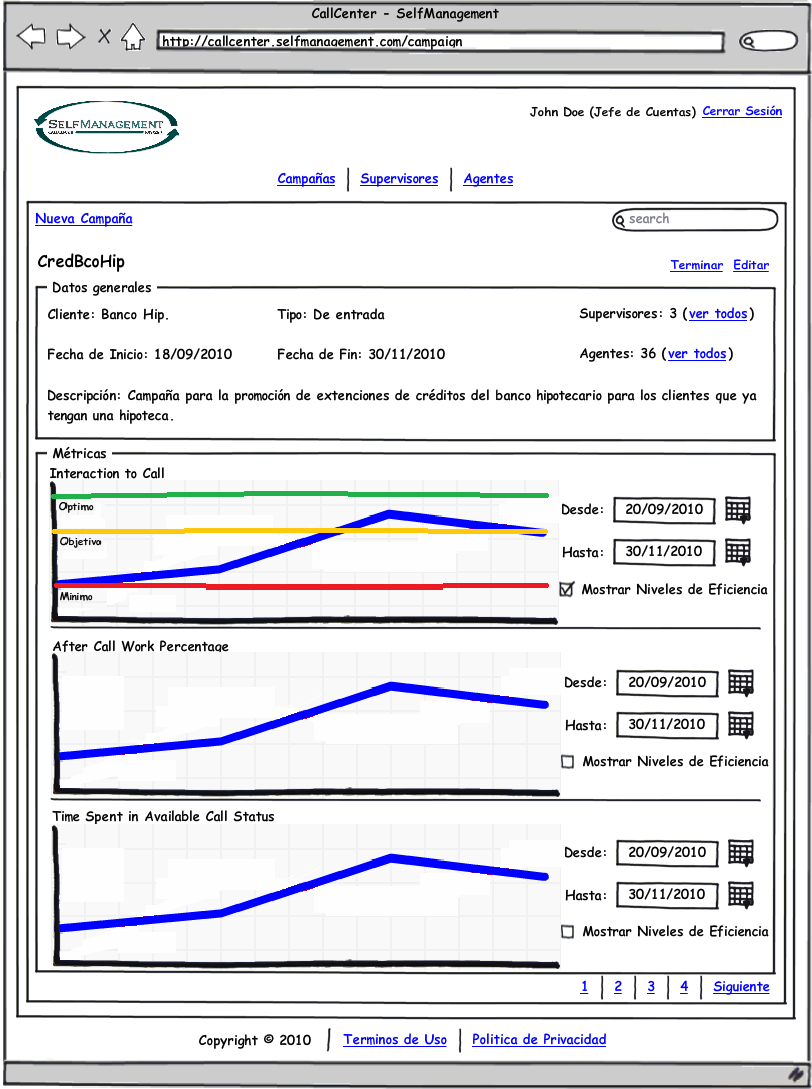 CallCenter - SelfManagement
http://callcenter.selfmanagement.com/campaign
SELFMANAGEMENT
John Doe (Jefe de Cuentas) Cerrar Sesión
Campañas Supervisores Agentes
Nueva Campaña search
CredBcoHip
Terminar Editar
Datos generales
Cliente: Banco Hip. Tipo: De entrada Supervisores: 3 (ver todos)
Fecha de Inicio: 18/09/2010 Fecha de Fin: 30/11/2010 Agentes: 36 (ver todos)
Descripción: Campaña para la promoción de extenciones de créditos del banco hipotecario para los clientes que ya
tengan una hipoteca.
Métricas
Interaction to Call
Optimo
Objetivo
Minimo
Desde: 20/09/2010
Hasta: 30/11/2010
Mostrar Niveles de Eficiencia
After Call Work Percentage
Desde: 20/09/2010
Hasta: 30/11/2010
Mostrar Niveles de Eficiencia
Time Spent in Available Call Status
Desde: 20/09/2010
Hasta: 30/11/2010
Mostrar Niveles de Eficiencia
1 2 3 4 Siguiente
Copyright © 2010 Terminos de Uso Politica de Privacidad